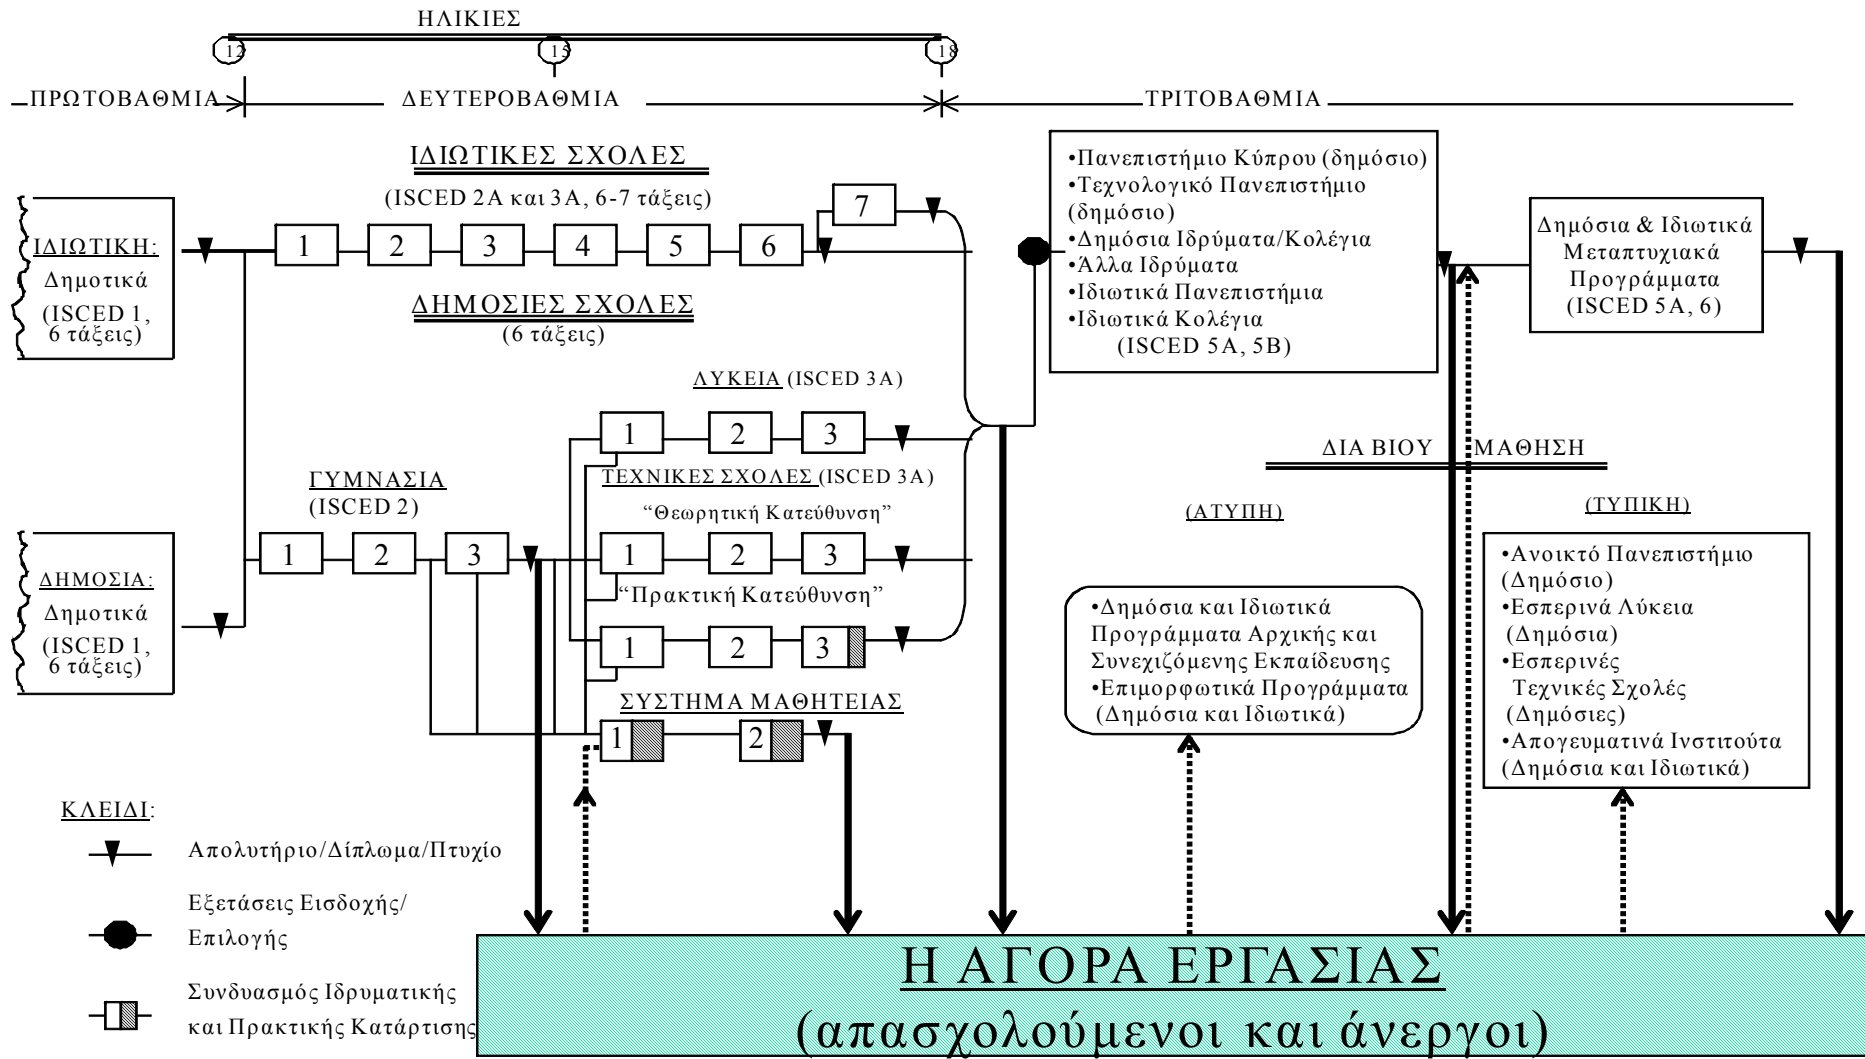 ΗΛΙΚΙΕΣ
12
15
18
ΠΡΩΤΟΒΑΘΜΙΑ
ΔΕΥΤΕΡΟΒΑΘΜΙΑ
ΤΡΙΤΟΒΑΘΜΙΑ
ΙΔΙΩΤΙΚΕΣ ΣΧΟΛΕΣ
(ISCED 2A και 3A, 6-7 τάξεις)
ΙΔΙΩΤΙΚΗ:
Δημοτικά
(ISCED 1,
6 τάξεις)
1
2
3
4
5
6
7
ΔΗΜΟΣΙΕΣ ΣΧΟΛΕΣ
(6 τάξεις)
•Πανεπιστήμιο Κύπρου (δημόσιο)
•Τεχνολογικό Πανεπιστήμιο
(δημόσιο)
•Δημόσια Ιδρύματα/Κολέγια
•Άλλα Ιδρύματα
•Ιδιωτικά Πανεπιστήμια
•Ιδιωτικά Κολέγια
(ISCED 5A, 5B)
Δημόσια & Ιδιωτικά
Μεταπτυχιακά
Προγράμματα
(ISCED 5A, 6)
ΛΥΚΕΙΑ (ISCED 3A)
1
2
3
ΤΕΧΝΙΚΕΣ ΣΧΟΛΕΣ (ISCED 3A)
“Θεωρητική Κατεύθυνση”
1
2
3
“Πρακτική Κατεύθυνση”
1
2
3
ΣΥΣΤΗΜΑ ΜΑΘΗΤΕΙΑΣ
1
2
ΓΥΜΝΑΣΙΑ
(ISCED 2)
1
2
3
ΔΗΜΟΣΙΑ:
Δημοτικά
(ISCED 1,
6 τάξεις)
ΔΙΑ ΒΙΟΥ ΜΑΘΗΣΗ
(ΑΤΥΠΗ)
•Δημόσια και Ιδιωτικά
Προγράμματα Αρχικής και
Συνεχιζόμενης Εκπαίδευσης
•Επιμορφωτικά Προγράμματα
(Δημόσια και Ιδιωτικά)
(ΤΥΠΙΚΗ)
•Ανοικτό Πανεπιστήμιο
(Δημόσιο)
•Εσπερινά Λύκεια
(Δημόσια)
•Εσπερινές
Τεχνικές Σχολές
(Δημόσιες)
•Απογευματινά Ινστιτούτα
(Δημόσια και Ιδιωτικά)
ΚΛΕΙΔΙ:
Απολυτήριο/Δίπλωμα/Πτυχίο
Εξετάσεις Εισδοχής/
Επιλογής
Συνδυασμός Ιδρυματικής
και Πρακτικής Κατάρτισης
Η ΑΓΟΡΑ ΕΡΓΑΣΙΑΣ
(απασχολούμενοι και άνεργοι)